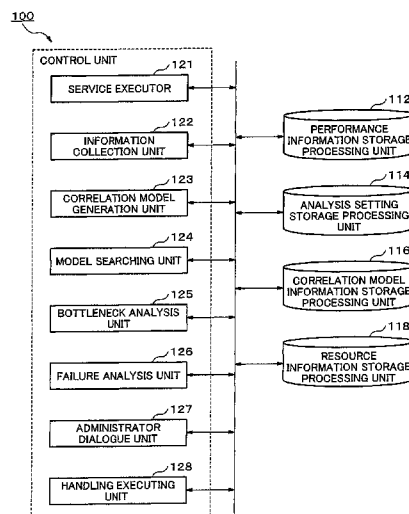 100
CONTROL UNIT
121
SERVICE EXECUTOR
122
INFORMATION
COLLECTION UNIT
123
CORRELATION MODEL
GENERATION UNIT
124
MODEL SEARCHING UNIT
125
BOTTLENECK ANALYSIS
UNIT
126
FAILURE ANALYSIS UNIT
127
ADMINISTRATOR
DIALOGUE UNIT
128
HANDLING EXECUTING
UNIT
112
PERFORMANCE
INFORMATION STORAGE
PROCESSING UNIT
114
ANALYSIS SETTING
STORAGE PROCESSING
UNIT
116
CORRELATION MODEL
INFORMATION STORAGE
PROCESSING UNIT
118
RESOURCE
INFORMATION STORAGE
PROCESSING UNIT